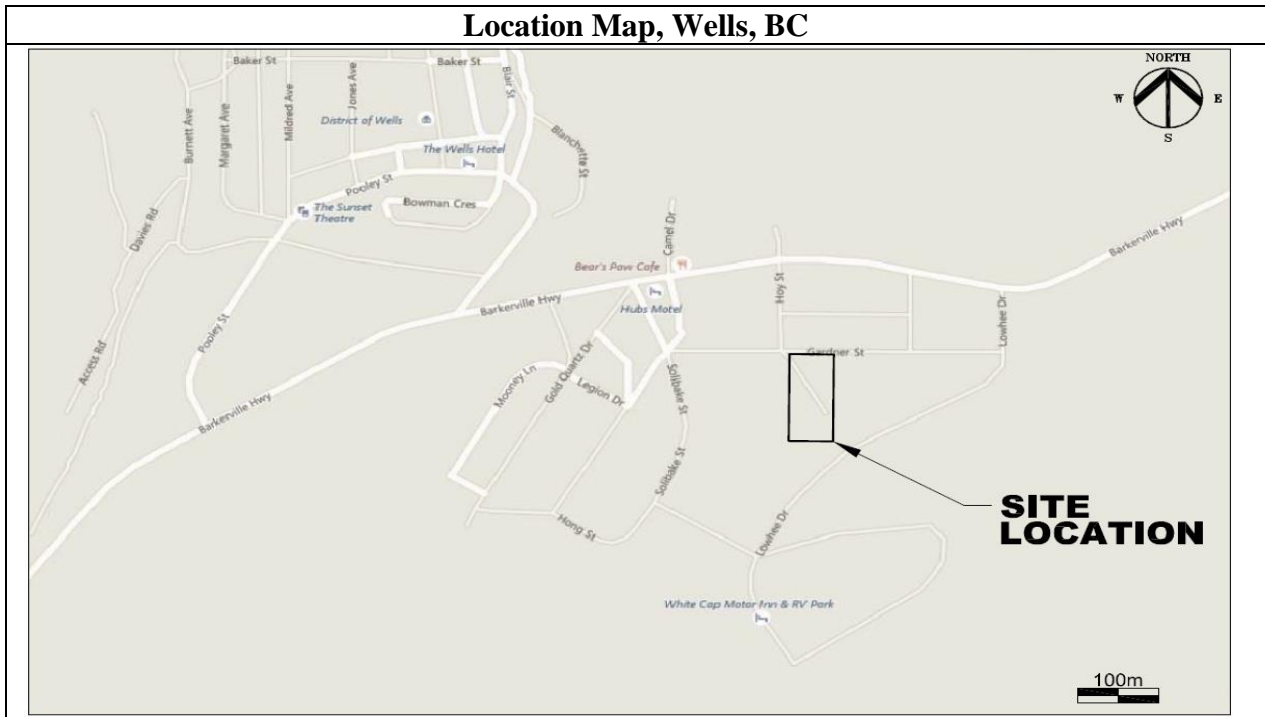 Location Map, Wells, BC
NORTH
W
E
S
Baker St
Baker St
Blair St
Burnett Ave
Margaret Ave
Mildred Ave
Jones Ave
District of Wells
The Wells Hotel
Blanchette St
Pooley St
Bowman Cres
The Sunset
Theatre
Davies Rd
Camel Dr
Barkerville Hwy
Bear's Paw Cafe
Hoy St
Hubs Motel
Barkerville Hwy
Lowhee Dr
Pooley St
Access Rd
Gardner St
Gold Quartz Dr
Mooney Ln
Legion Dr
Solibake St
Barkerville Hwy
Solibake St
SITE
LOCATION
Hong St
Lowhee Dr
White Cap Motor Inn & RV Park
100m